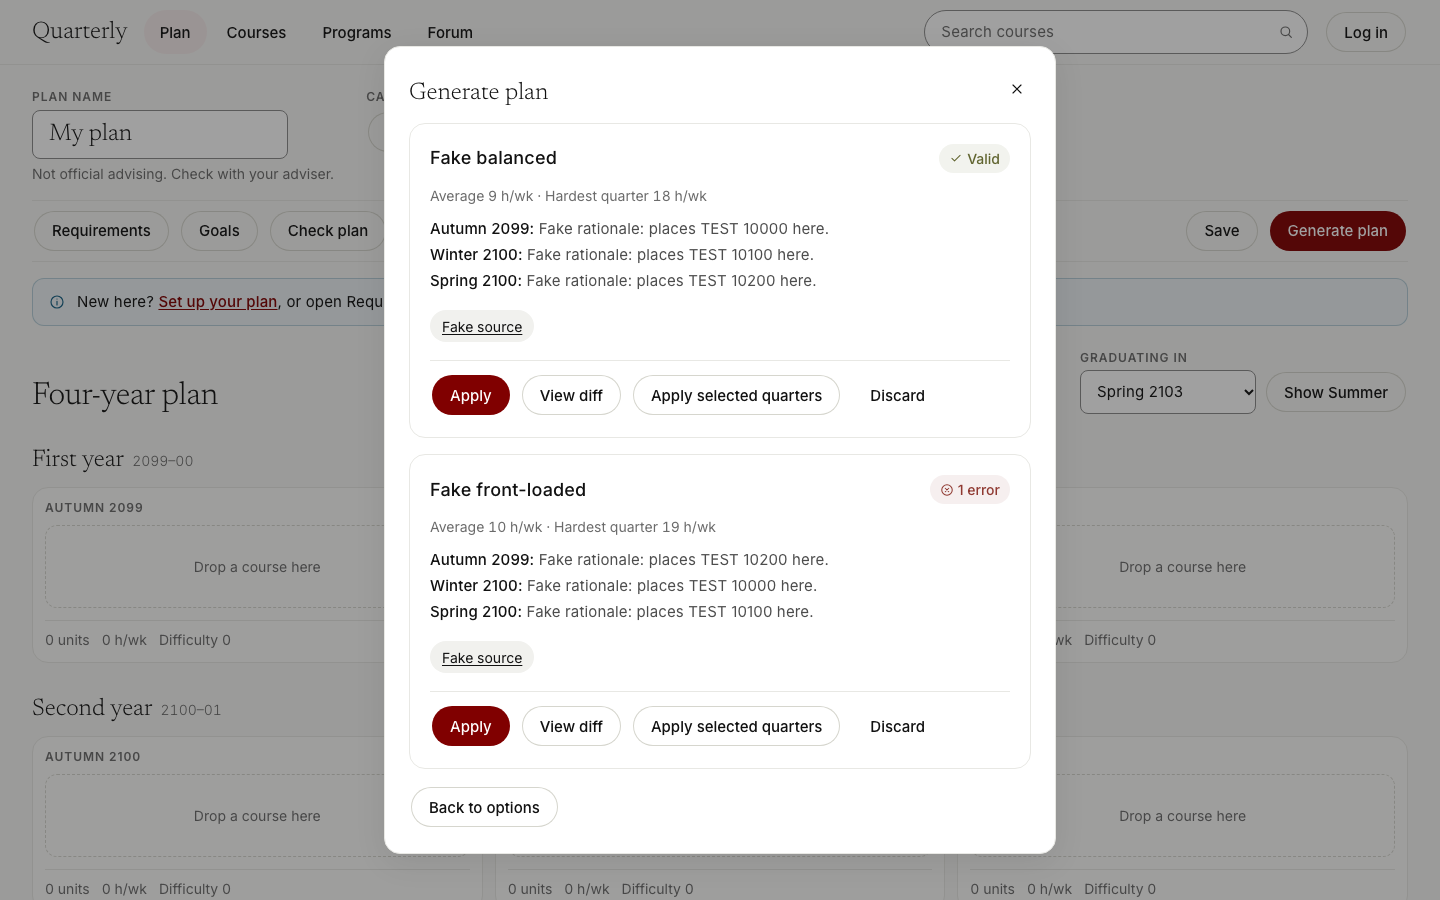 Quarterly
Plan
Courses
Programs
Forum
Search courses
Log in
PLAN NAME
CA
My plan
Not official advising. Check with your adviser.
Requirements
Goals
Check plan
Save
Generate plan
New here? Set up your plan, or open Requ
Four-year plan
GRADUATING IN
Spring 2103
Show Summer
First year 2099–00
AUTUMN 2099
Drop a course here
Drop a course here
0 units 0 h/wk Difficulty 0
wk Difficulty 0
Second year 2100–01
AUTUMN 2100
Drop a course here
Drop a course here
0 units 0 h/wk Difficulty 0
0 units 0 h/wk Difficulty 0
0 units 0 h/wk Difficulty 0
Generate plan
Fake balanced
Valid
Average 9 h/wk · Hardest quarter 18 h/wk
Autumn 2099: Fake rationale: places TEST 10000 here.
Winter 2100: Fake rationale: places TEST 10100 here.
Spring 2100: Fake rationale: places TEST 10200 here.
Fake source
Apply
View diff
Apply selected quarters
Discard
Fake front-loaded
1 error
Average 10 h/wk · Hardest quarter 19 h/wk
Autumn 2099: Fake rationale: places TEST 10200 here.
Winter 2100: Fake rationale: places TEST 10000 here.
Spring 2100: Fake rationale: places TEST 10100 here.
Fake source
Apply
View diff
Apply selected quarters
Discard
Back to options